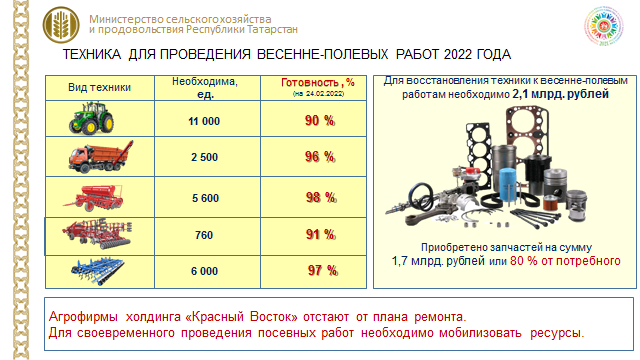 Министерство сельского хозяйства
и продовольствия Республики Татарстан
ТЕХНИКА ДЛЯ ПРОВЕДЕНИЯ ВЕСЕННЕ-ПОЛЕВЫХ РАБОТ 2022 ГОДА
Вид техники
Необходима,
ед.
Готовность, %
(на 24.02.2022)
11 000
90 %
2 500
96 %
5 600
98 %
760
91 %
6 000
97 %
Для восстановления техники к весенне-полевым
работам необходимо 2,1 млрд. рублей
Приобретено запчастей на сумму
1,7 млрд. рублей или 80 % от потребного
Агрофирмы холдинга «Красный Восток» отстают от плана ремонта.
Для своевременного проведения посевных работ необходимо мобилизовать ресурсы.